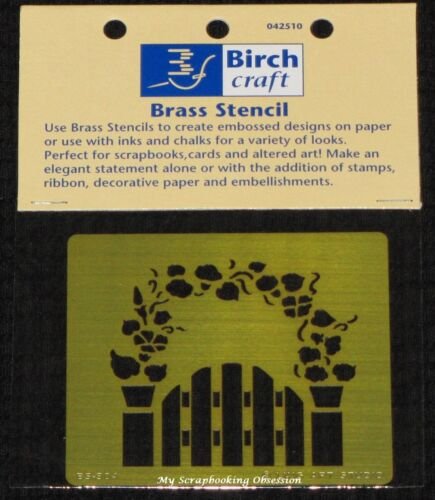 042510
Birch
craft
Brass Stencil
Use Brass Stencils to create embossed designs on paper
or use with inks and chalks for a variety of looks.
Perfect for scrapbooks,cards and altered art! Make an
elegant statement alone or with the addition of stamps,
ribbon, decorative paper and embellishments.
ART STUDIO
My Scrapbooking Obsession